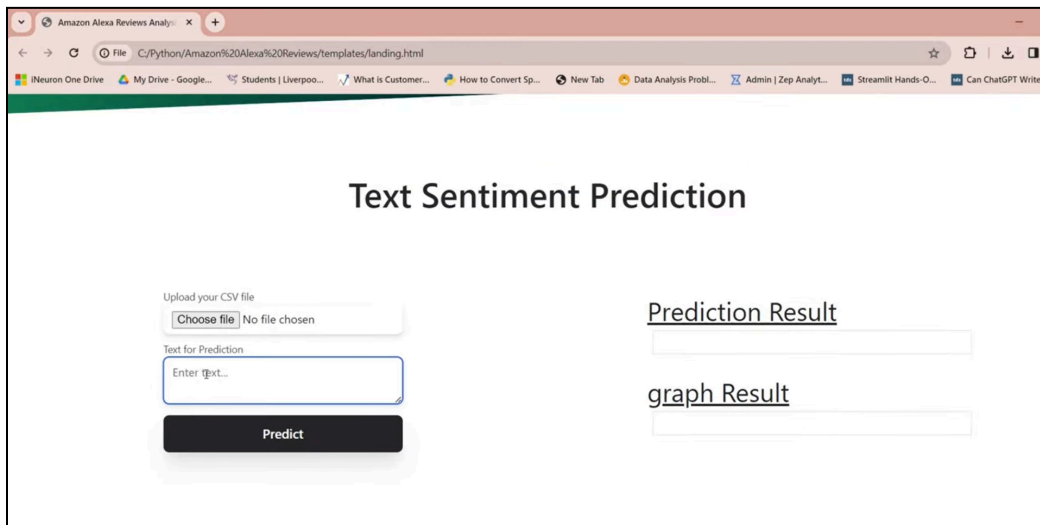 Amazon Alexa Reviews Analys
File C:/Python/Amazon%20Alexa%20Reviews/templates/landing.html
iNeuron One Drive My Drive - Google... Students | Liverpoo... What is Customer... How to Convert Sp... New Tab Data Analysis Probl... Admin | Zep Analyt... Streamlit Hands-O... Can ChatGPT Write
Text Sentiment Prediction
Upload your CSV file
Choose file No file chosen
Text for Prediction
Enter text...
Predict
Prediction Result
graph Result